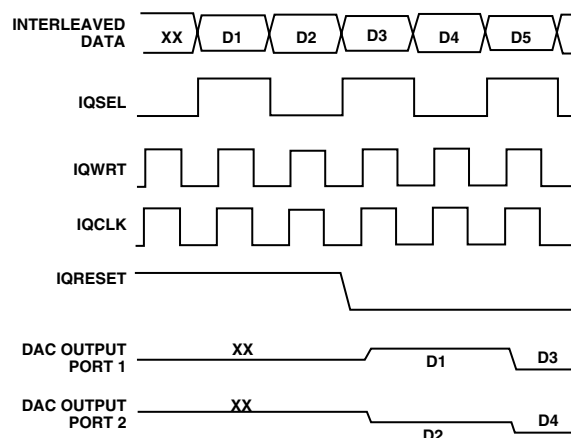 INTERLEAVED
DATA
XX D1 D2 D3 D4 D5
IQSEL
IQWRT
IQCLK
IQRESET
DAC OUTPUT
PORT 1
XX
D1
D3
DAC OUTPUT
PORT 2
XX
D2
D4